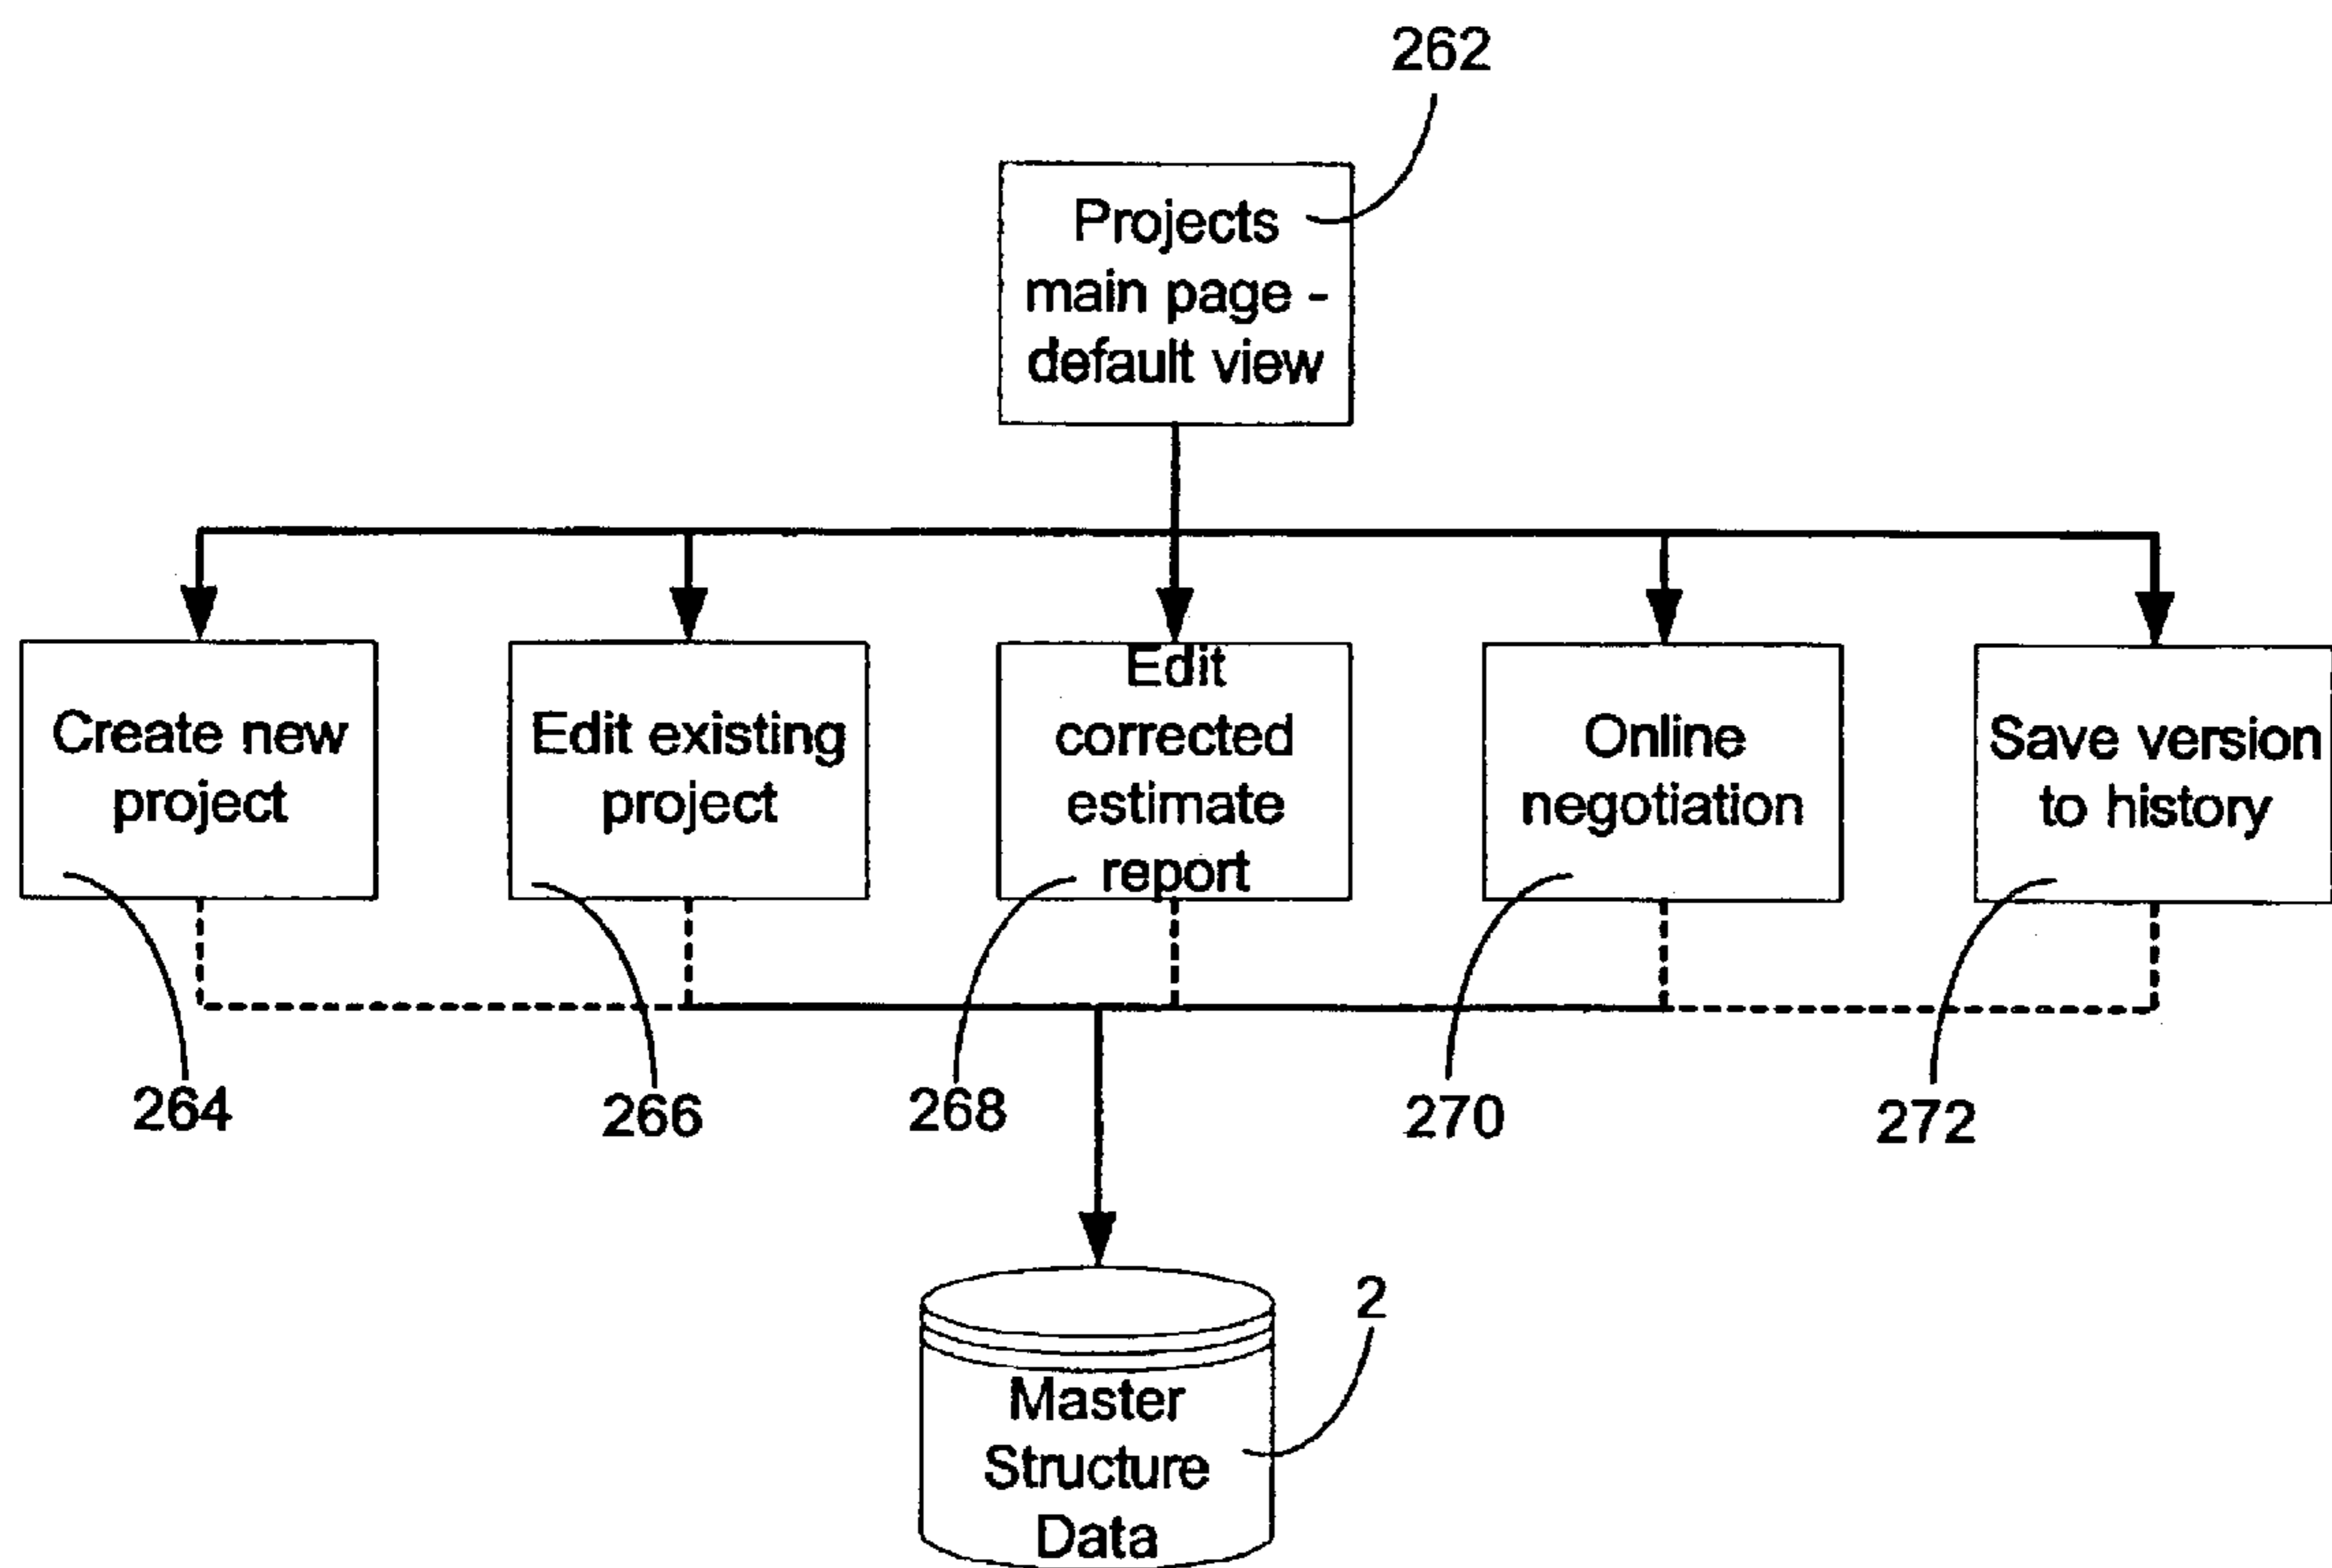 262
Projects
main page -
default view
Create new
project
Edit existing
project
Edit
corrected
estimate
report
Online
negotiation
Save version
to history
264
266
268
270
272
2
Master
Structure
Data